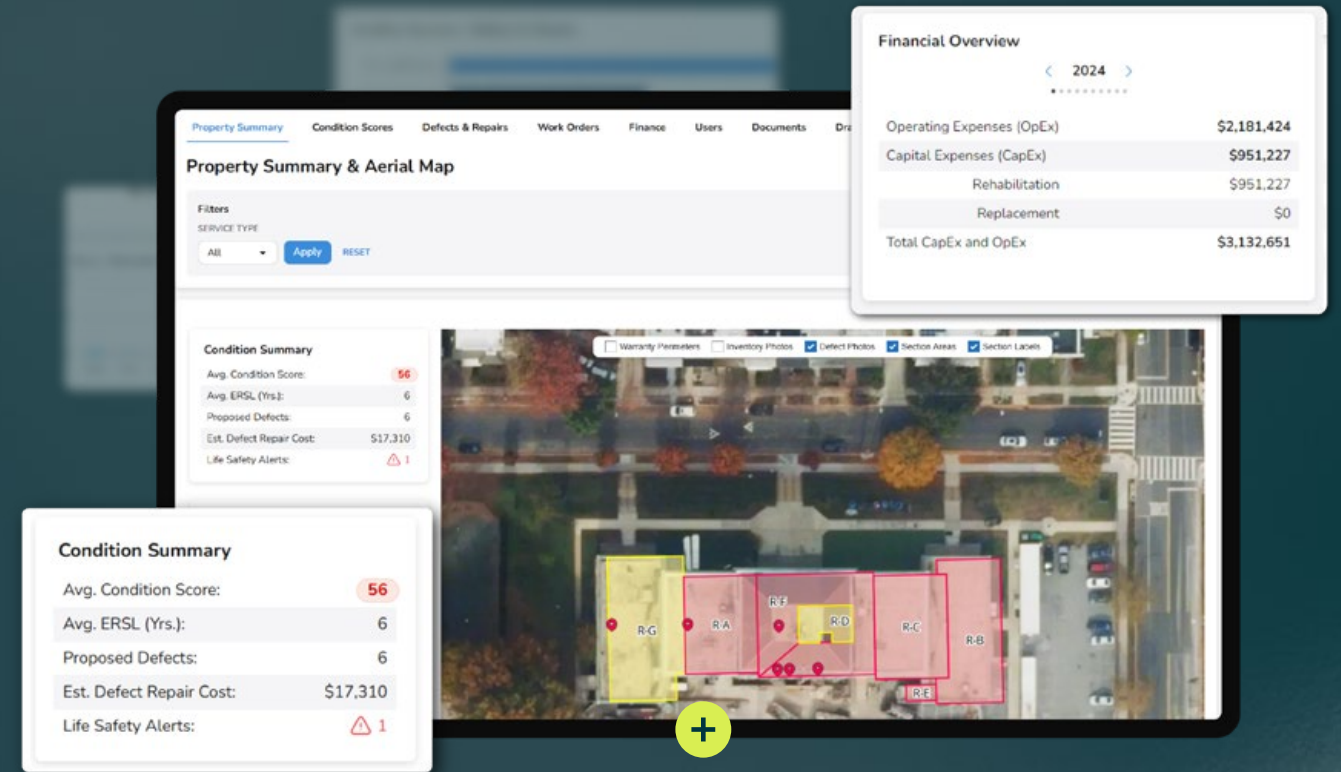 Financial Overview
2024
Operating Expenses (OpEx) $2,181,424
Capital Expenses (CapEx) $951,227
Rehabilitation $951,227
Replacement $0
Total CapEx and OpEx $3,132,651
Property Summary Condition Scores Defects & Repairs Work Orders Finance Users Documents Dra
Property Summary & Aerial Map
Filters
SERVICE TYPE
All Apply RESET
Condition Summary
Avg. Condition Score: 56
Avg. ERSL (Yrs.): 6
Proposed Defects: 6
Est. Defect Repair Cost: $17,310
Life Safety Alerts: 1
Warranty Perimeters Inventory Photos Defect Photos Section Areas Section Labels
R-G R-A R-F R-D R-C R-B
R-E
Condition Summary
Avg. Condition Score: 56
Avg. ERSL (Yrs.): 6
Proposed Defects: 6
Est. Defect Repair Cost: $17,310
Life Safety Alerts: 1
+